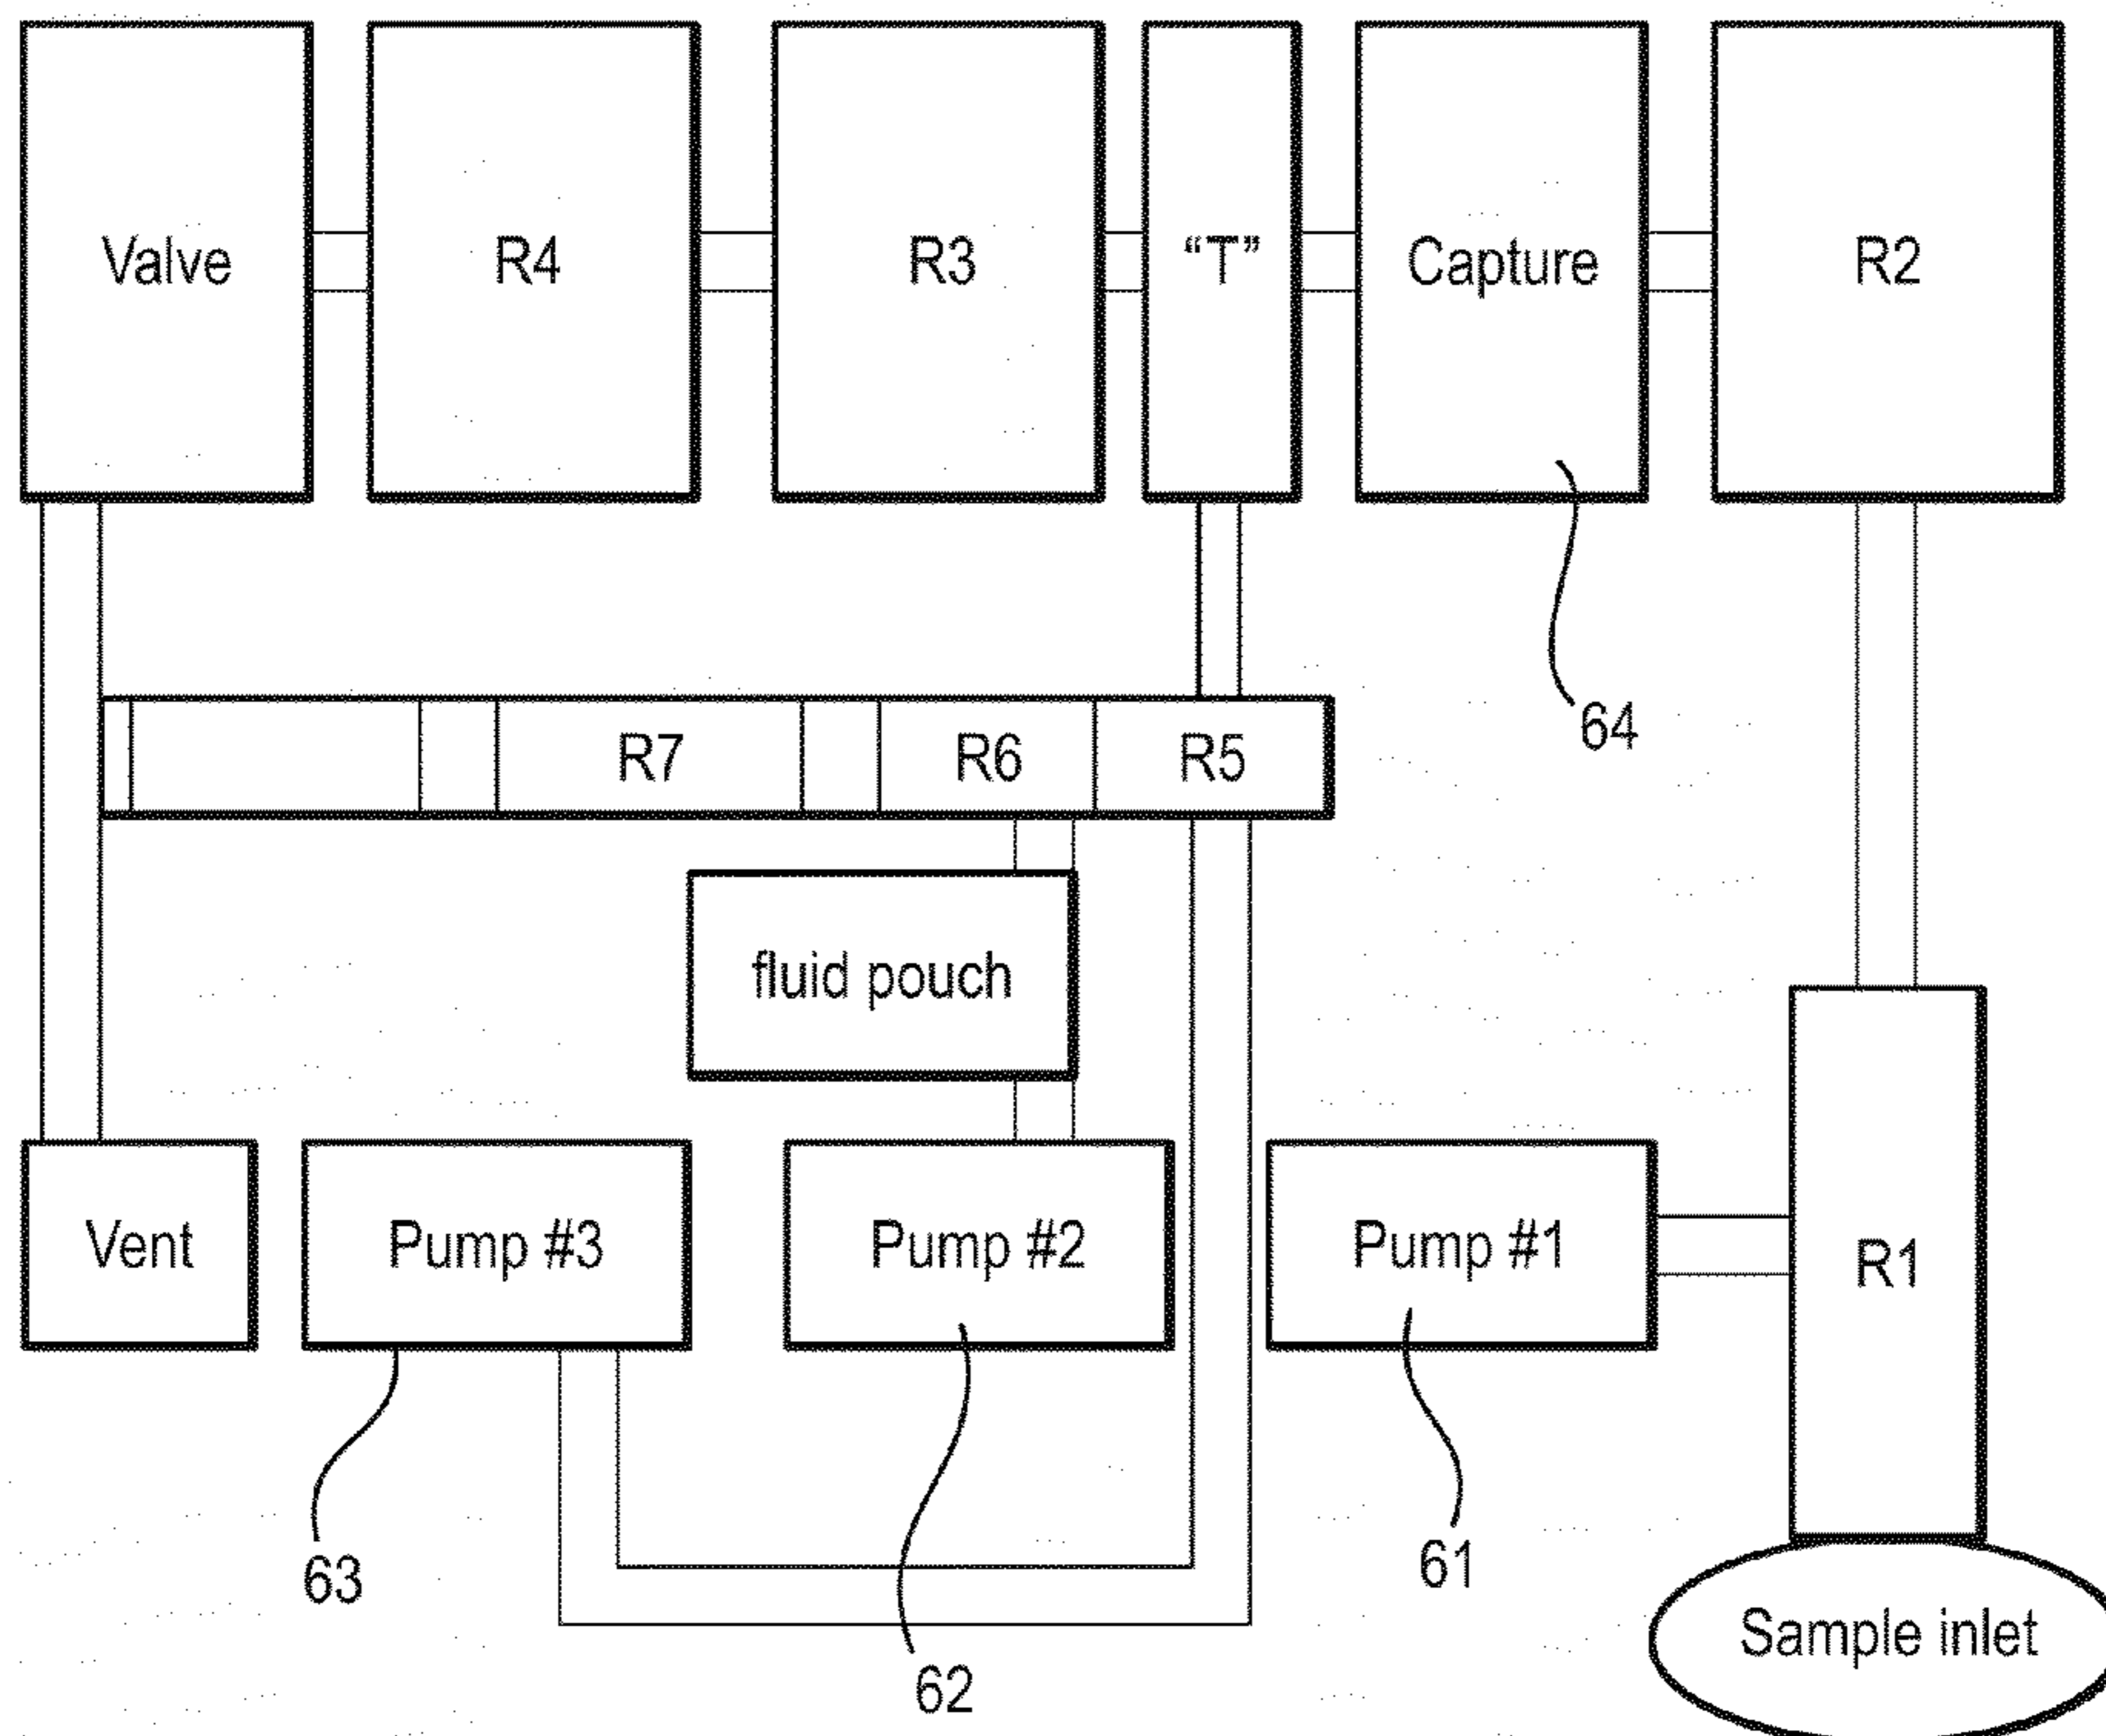 Valve
R4
R3
“T”
Capture
R2
64
R7
R6
R5
fluid pouch
Vent
Pump #3
Pump #2
Pump #1
R1
63
62
61
Sample inlet